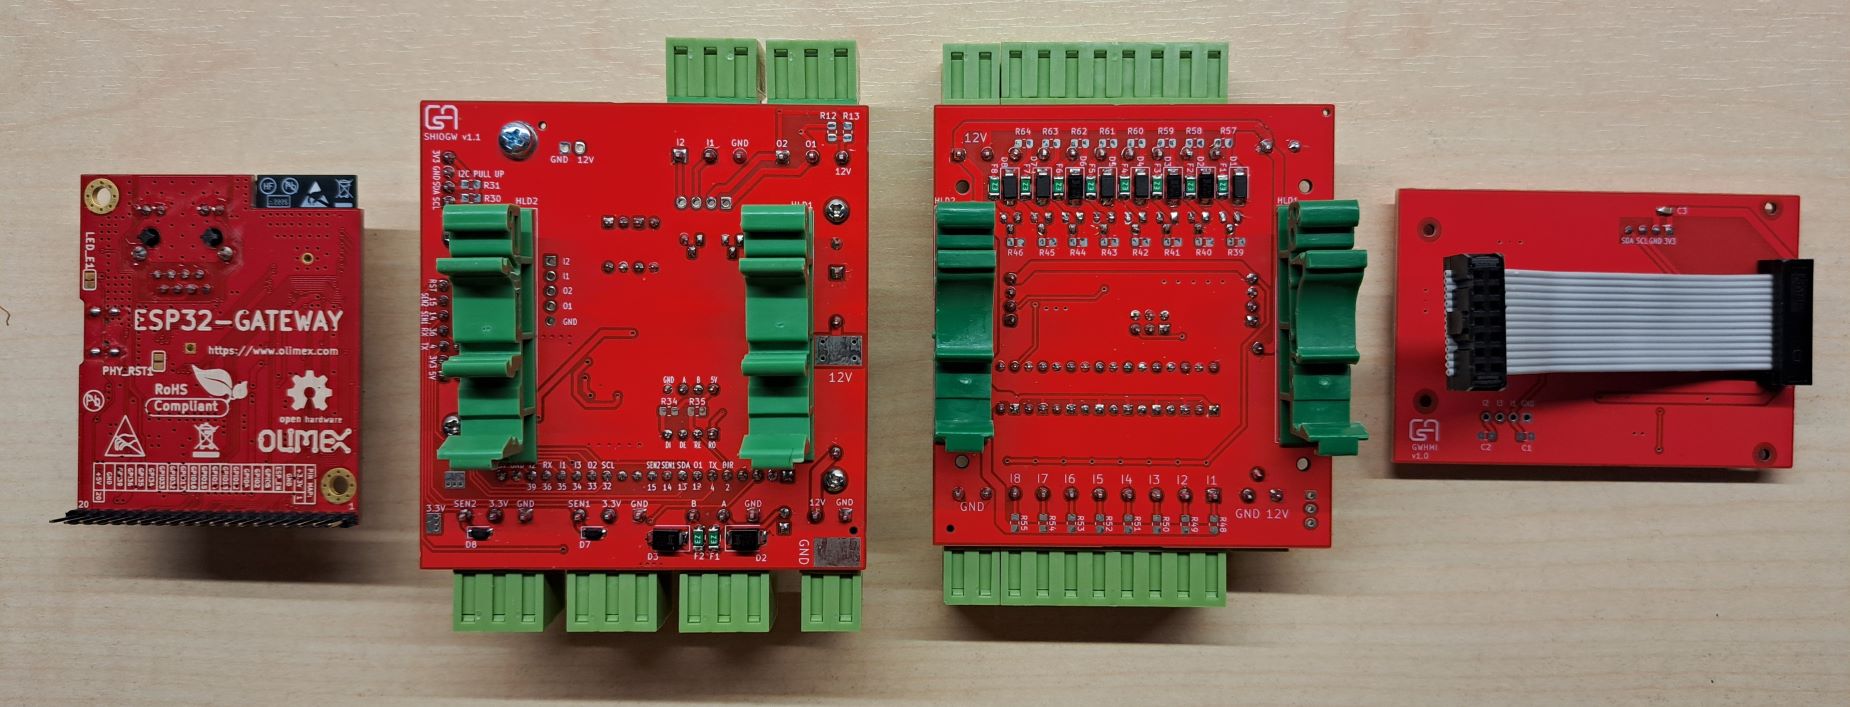 LED_E1
ESP32-GATEWAY
https://www.olimex.com
PHY_RST1
RoHS
Compliant
open hardware
OLIMEX
20
1
HF
Pb
SHIOGW v1.1
GND 12V
R12 R13
I2 I1 GND O2 O1 12V
3V3 GND SDA SCL
I2C PULL UP
R31
R30
HLD2
HLD1
I2
I1
O2
O1
GND
12V
GND A B 5V
R34 R35
DI DE RE RO
RX I1 I3 O2 SCL
39 36 35 34 33 32
SEN2 SEN1 SDA O1 TX DIR
15 14 13 12 4 2
3.3V SEN2 3.3V GND SEN1 3.3V GND B A GND 12V GND
D8 D7 D3 F2 F1 D2
GND
12V
R64 R63 R62 R61 R60 R59 R58 R57
HLD2
HLD1
R46 R45 R44 R43 R42 R41 R40 R39
I8 I7 I6 I5 I4 I3 I2 I1
GND
GND 12V
R55 R54 R53 R52 R51 R50 R49 R48
C3
SDA SCL GND 3V3
C2 C1
GWHMI
v1.0